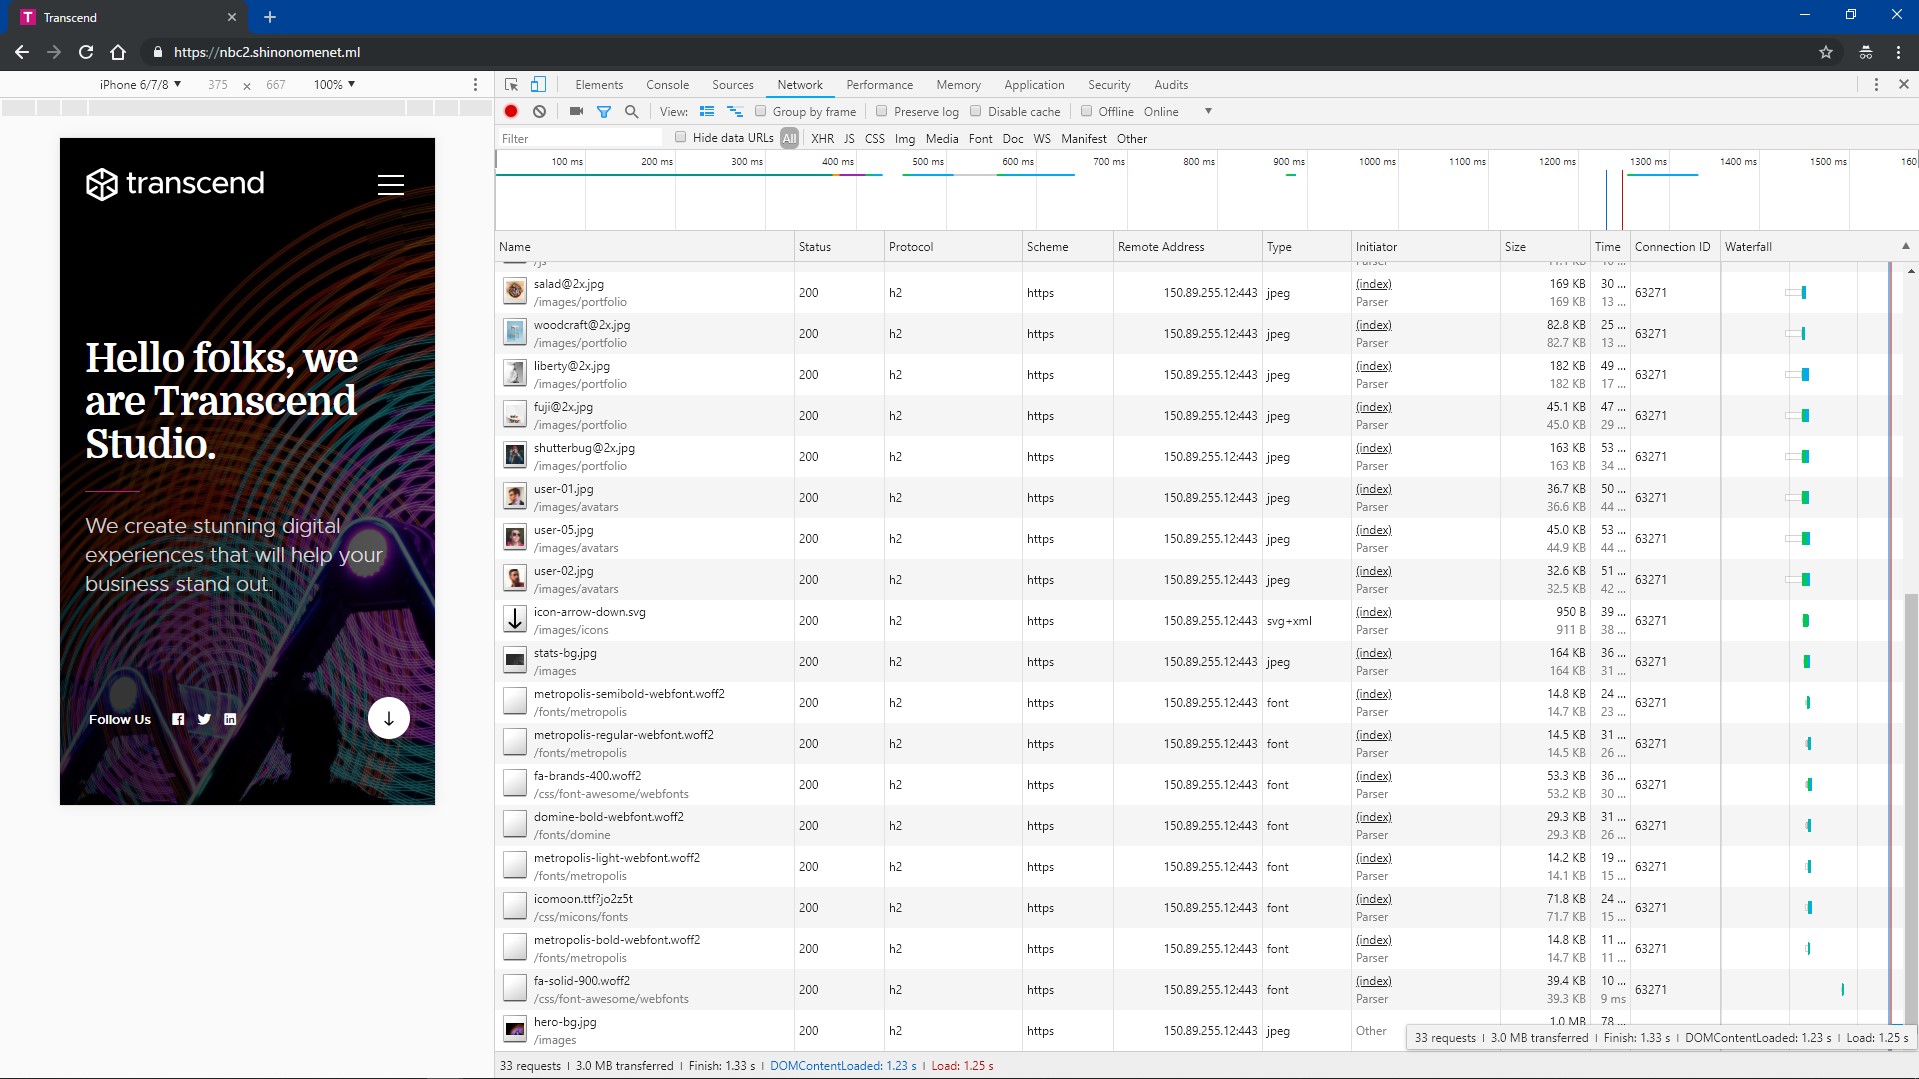 T Transcend
https://nbc2.shinonomenet.ml
iPhone 6/7/8 ▼ 375 × 667 100% ▼
Elements Console Sources Network Performance Memory Application Security Audits
View: Group by frame Preserve log Disable cache Offline Online ▼
Filter Hide data URLs All XHR JS CSS Img Media Font Doc WS Manifest Other
100 ms 200 ms 300 ms 400 ms 500 ms 600 ms 700 ms 800 ms 900 ms 1000 ms 1100 ms 1200 ms 1300 ms 1400 ms 1500 ms 160
Name Status Protocol Scheme Remote Address Type Initiator Size Time Connection ID Waterfall
salad@2x.jpg (index) 169 KB 30 ...
200 h2 https 150.89.255.12:443 jpeg 63271
/images/portfolio Parser 169 KB 13 ...
woodcraft@2x.jpg (index) 82.8 KB 25 ...
200 h2 https 150.89.255.12:443 jpeg 63271
/images/portfolio Parser 82.7 KB 13 ...
liberty@2x.jpg (index) 182 KB 49 ...
200 h2 https 150.89.255.12:443 jpeg 63271
/images/portfolio Parser 182 KB 17 ...
fuji@2x.jpg (index) 45.1 KB 47 ...
200 h2 https 150.89.255.12:443 jpeg 63271
/images/portfolio Parser 45.0 KB 29 ...
shutterbug@2x.jpg (index) 163 KB 53 ...
200 h2 https 150.89.255.12:443 jpeg 63271
/images/portfolio Parser 163 KB 34 ...
user-01.jpg (index) 36.7 KB 50 ...
200 h2 https 150.89.255.12:443 jpeg 63271
/images/avatars Parser 36.6 KB 44 ...
user-05.jpg (index) 45.0 KB 53 ...
200 h2 https 150.89.255.12:443 jpeg 63271
/images/avatars Parser 44.9 KB 44 ...
user-02.jpg (index) 32.6 KB 51 ...
200 h2 https 150.89.255.12:443 jpeg 63271
/images/avatars Parser 32.5 KB 42 ...
icon-arrow-down.svg (index) 950 B 39 ...
200 h2 https 150.89.255.12:443 svg+xml 63271
/images/icons Parser 911 B 38 ...
stats-bg.jpg (index) 164 KB 36 ...
200 h2 https 150.89.255.12:443 jpeg 63271
/images Parser 164 KB 31 ...
metropolis-semibold-webfont.woff2 (index) 14.8 KB 24 ...
200 h2 https 150.89.255.12:443 font 63271
/fonts/metropolis Parser 14.7 KB 23 ...
metropolis-regular-webfont.woff2 (index) 14.5 KB 31 ...
200 h2 https 150.89.255.12:443 font 63271
/fonts/metropolis Parser 14.5 KB 26 ...
fa-brands-400.woff2 (index) 53.3 KB 36 ...
200 h2 https 150.89.255.12:443 font 63271
/css/font-awesome/webfonts Parser 53.2 KB 30 ...
domine-bold-webfont.woff2 (index) 29.3 KB 31 ...
200 h2 https 150.89.255.12:443 font 63271
/fonts/domine Parser 29.3 KB 26 ...
metropolis-light-webfont.woff2 (index) 14.2 KB 19 ...
200 h2 https 150.89.255.12:443 font 63271
/fonts/metropolis Parser 14.1 KB 15 ...
icomoon.ttf?jo2z5t (index) 71.8 KB 24 ...
200 h2 https 150.89.255.12:443 font 63271
/css/micons/fonts Parser 71.7 KB 15 ...
metropolis-bold-webfont.woff2 (index) 14.8 KB 11 ...
200 h2 https 150.89.255.12:443 font 63271
/fonts/metropolis Parser 14.7 KB 11 ...
fa-solid-900.woff2 (index) 39.4 KB 10 ...
200 h2 https 150.89.255.12:443 font 63271
/css/font-awesome/webfonts Parser 39.3 KB 9 ms
hero-bg.jpg 1.0 MB 78 ...
200 h2 https 150.89.255.12:443 jpeg Other
/images
33 requests | 3.0 MB transferred | Finish: 1.33 s | DOMContentLoaded: 1.23 s | Load: 1.25 s
33 requests | 3.0 MB transferred | Finish: 1.33 s | DOMContentLoaded: 1.23 s | Load: 1.25 s
transcend
Hello folks, we
are Transcend
Studio.
We create stunning digital
experiences that will help your
business stand out.
Follow Us